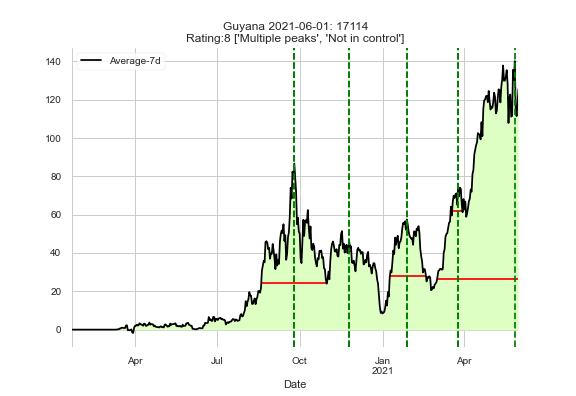 Guyana 2021-06-01: 17114
Rating:8 ['Multiple peaks', 'Not in control']
Average-7d
140
120
100
80
60
40
20
0
Apr
Jul
Oct
Jan
2021
Apr
Date